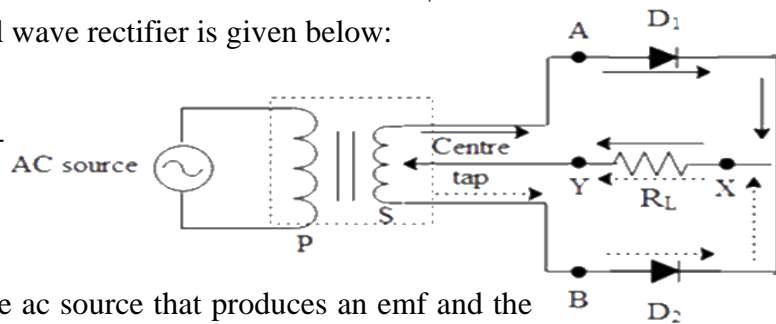 l wave rectifier is given below:
D₁
A
AC source
Centre
tap
Y
R_L
X
S
P
e ac source that produces an emf and the
B
D₂